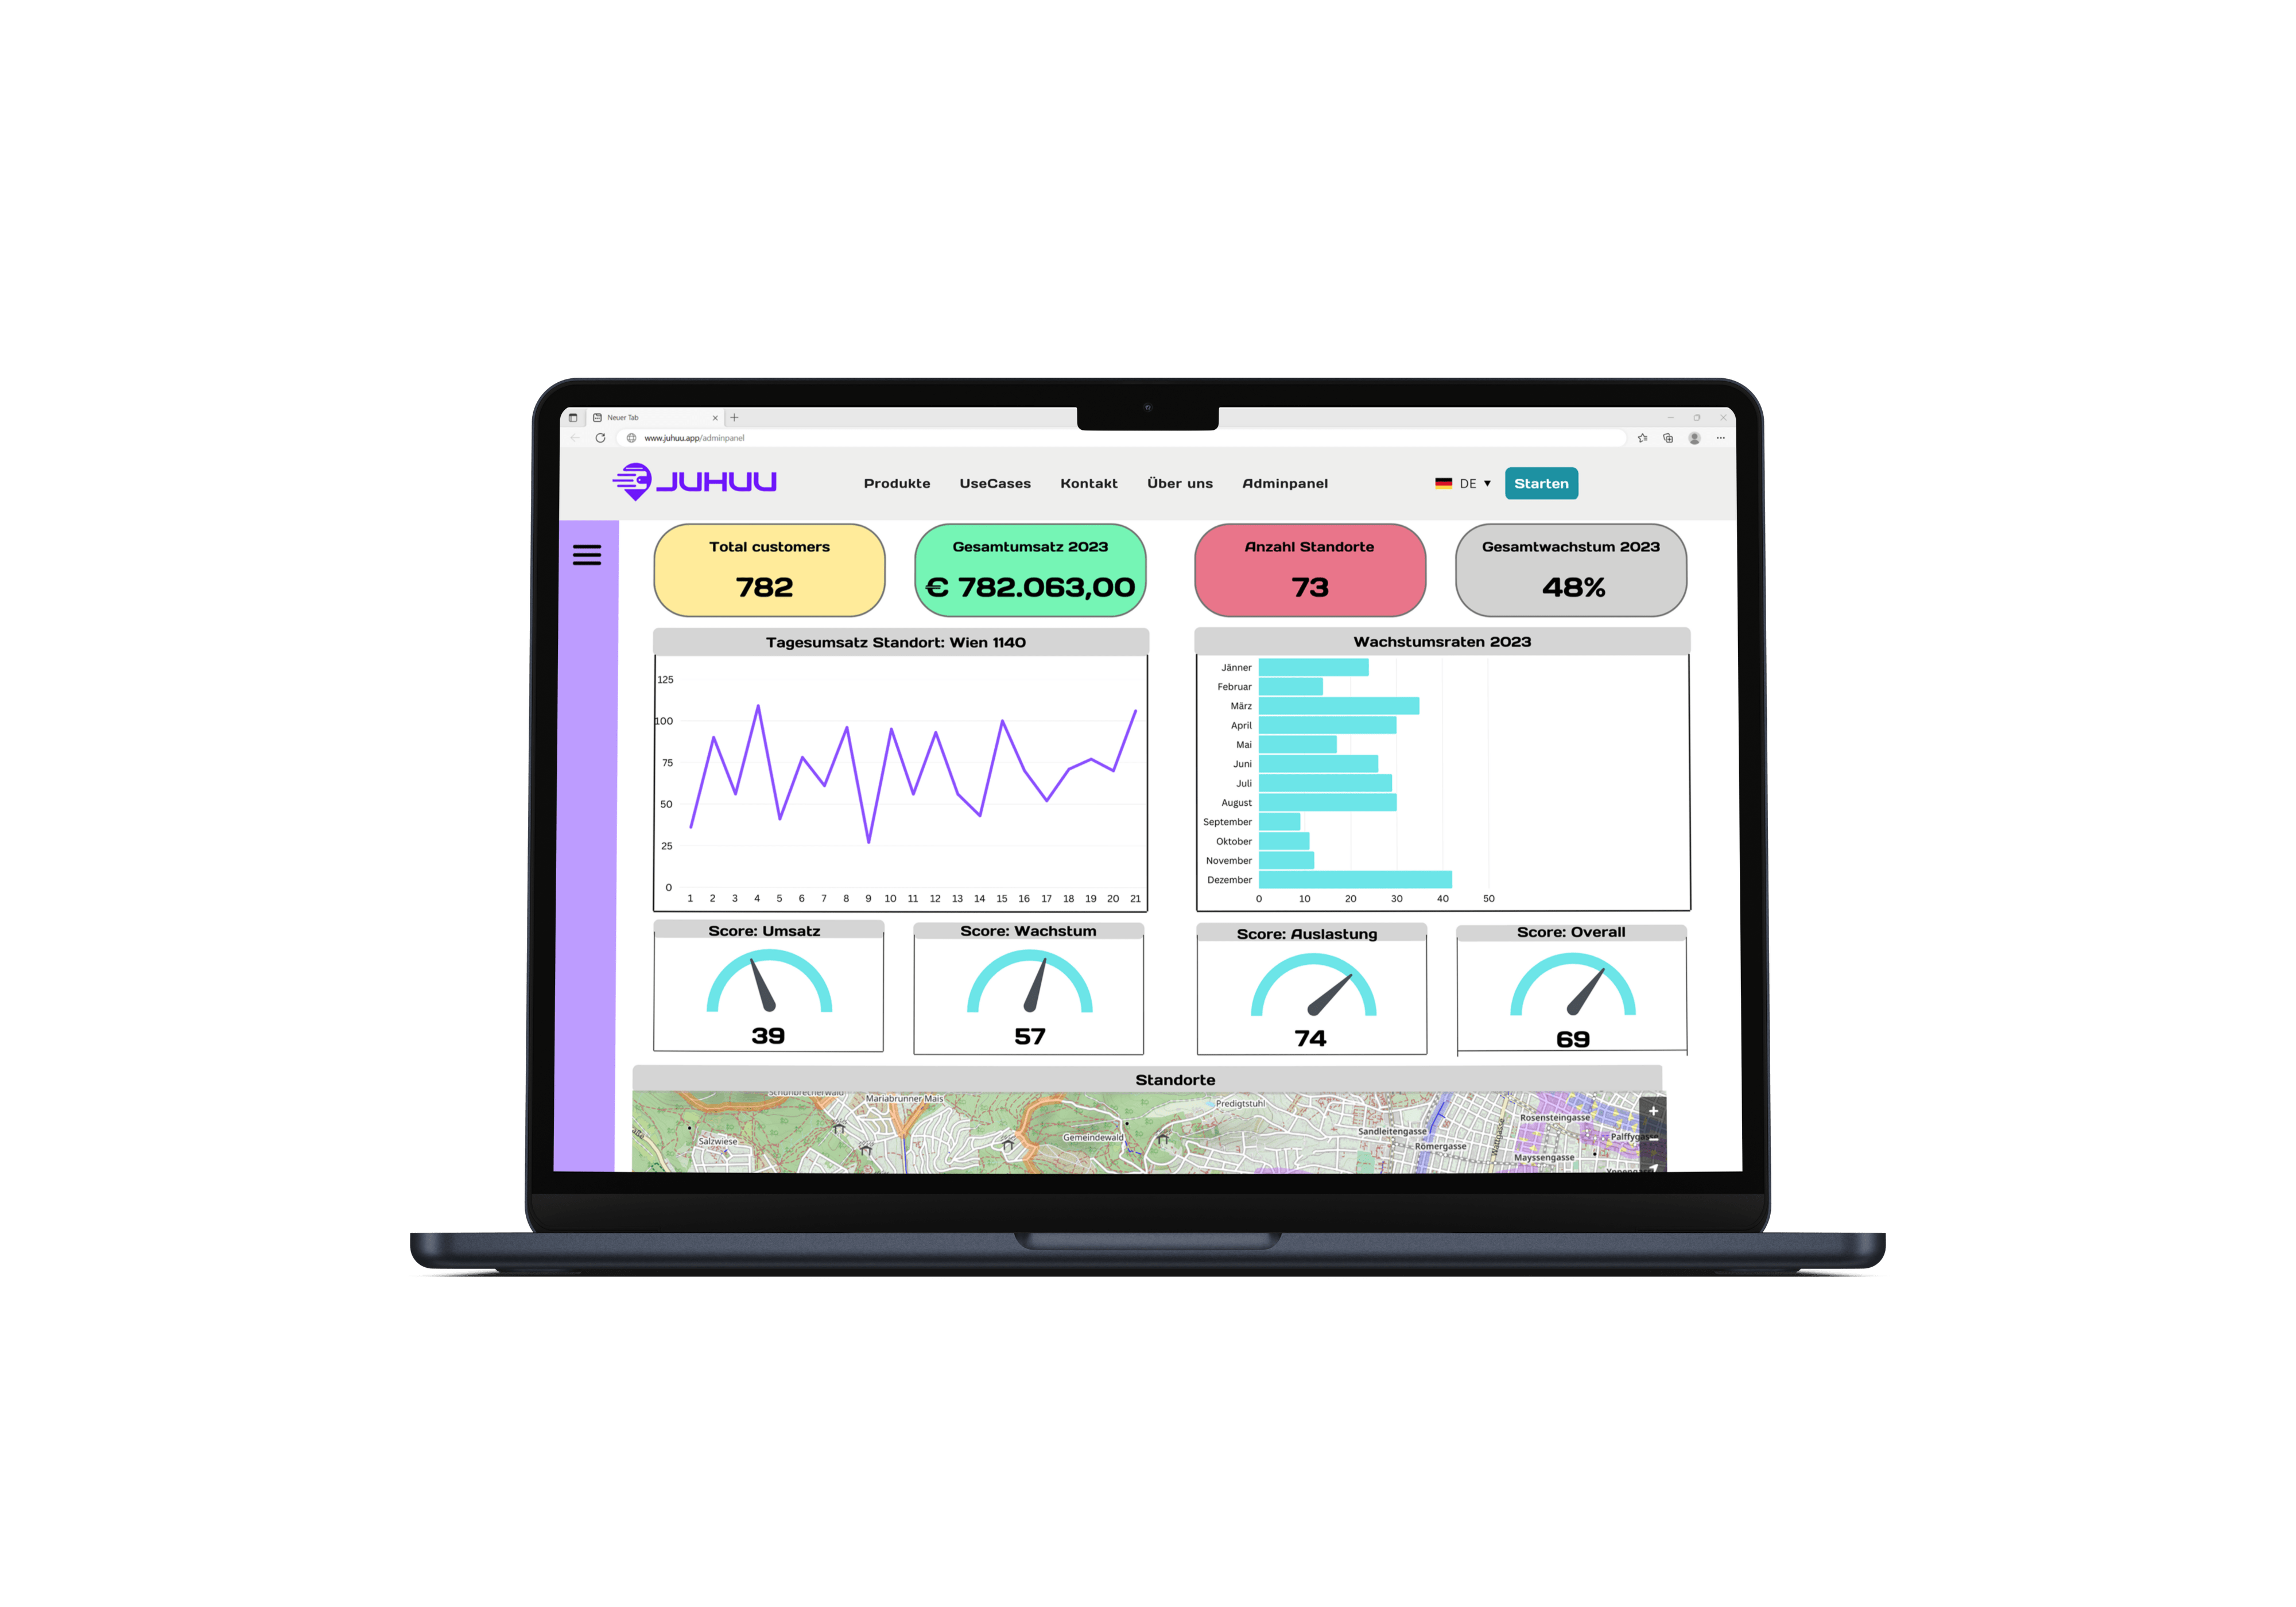 Neuer Tab
www.juhuu.app/adminpanel
JUHUU
Produkte UseCases Kontakt Über uns Adminpanel
DE
Starten
Total customers
782
Gesamtumsatz 2023
€ 782.063,00
Anzahl Standorte
73
Gesamtwachstum 2023
48%
Tagesumsatz Standort: Wien 1140
125
100
75
50
25
0
1 2 3 4 5 6 7 8 9 10 11 12 13 14 15 16 17 18 19 20 21
Wachstumsraten 2023
Jänner
Februar
März
April
Mai
Juni
Juli
August
September
Oktober
November
Dezember
0 10 20 30 40 50
Score: Umsatz
39
Score: Wachstum
57
Score: Auslastung
74
Score: Overall
69
Standorte
Mariabrunner Mais
Predigtstuhl
Rosensteingasse
Salzwiese
Gemeindewald
Sandleitengasse
Römergasse
Wattgasse
Palffygasse
Mayssengasse